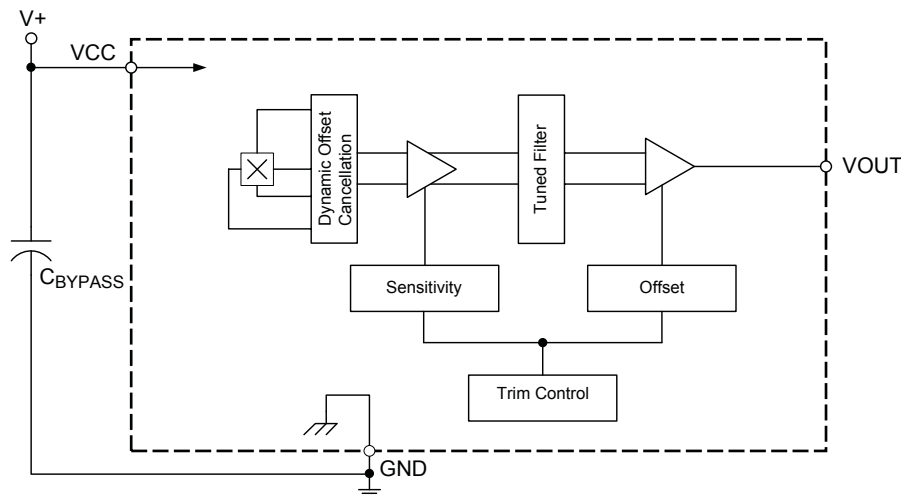 V+
VCC
Dynamic Offset
Cancellation
Tuned Filter
VOUT
CBYPASS
Sensitivity
Offset
Trim Control
GND